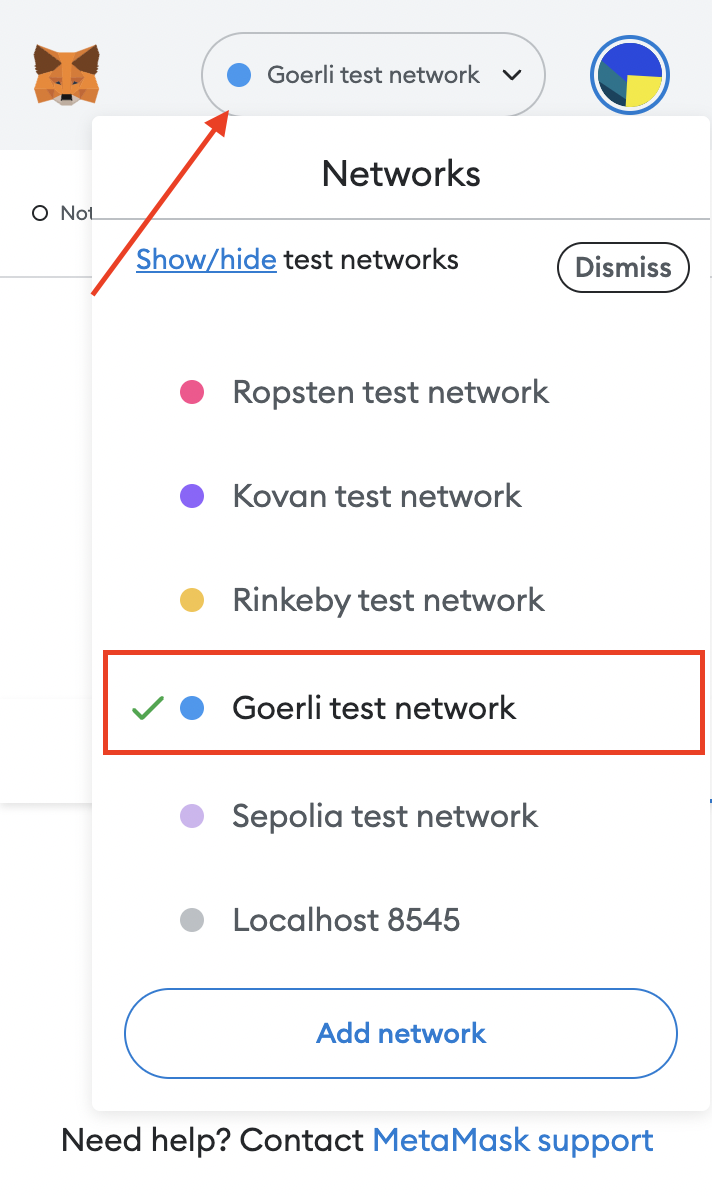 Goerli test network
Networks
Not
Show/hide test networks
Dismiss
Ropsten test network
Kovan test network
Rinkeby test network
Goerli test network
Sepolia test network
Localhost 8545
Add network
Need help? Contact MetaMask support